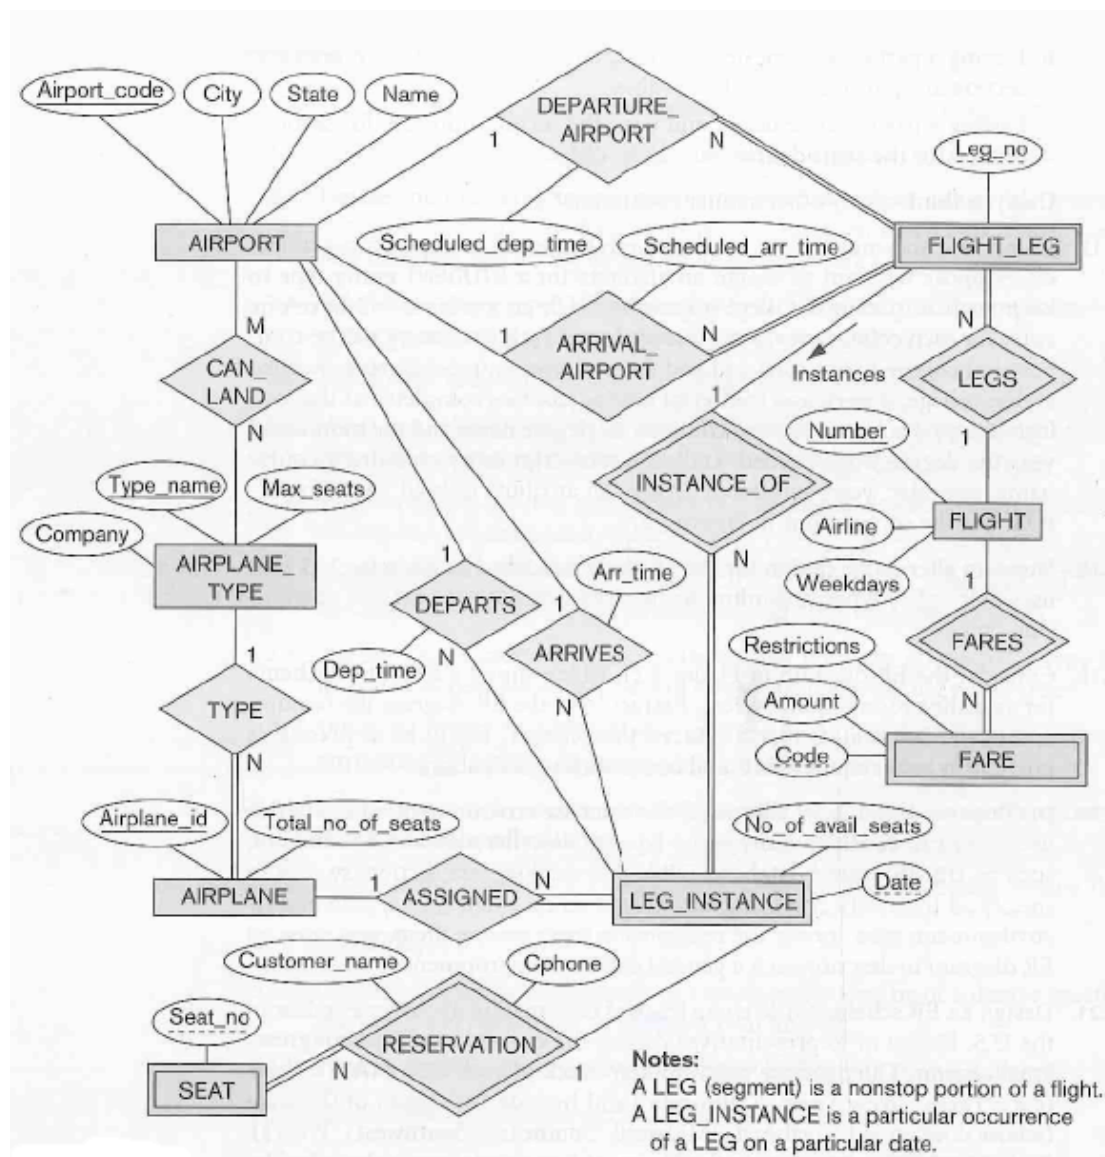 DEPARTURE_
AIRPORT
Airport_code
City
State
Name
1
N
Leg_no
AIRPORT
Scheduled_dep_time
Scheduled_arr_time
FLIGHT_LEG
M
1
N
N
CAN_
LAND
ARRIVAL_
AIRPORT
Instances
LEGS
1
N
Number
1
Type_name
Max_seats
INSTANCE_OF
Company
Airline
FLIGHT
AIRPLANE_
TYPE
1
Arr_time
N
Weekdays
1
DEPARTS
1
Restrictions
FARES
1
Dep_time
N
ARRIVES
TYPE
Amount
N
N
N
Code
FARE
Airplane_id
Total_no_of_seats
No_of_avail_seats
AIRPLANE
1
ASSIGNED
N
LEG_INSTANCE
Date
Customer_name
Cphone
Seat_no
RESERVATION
1
SEAT
N
Notes:
A LEG (segment) is a nonstop portion of a flight.
A LEG_INSTANCE is a particular occurrence
of a LEG on a particular date.